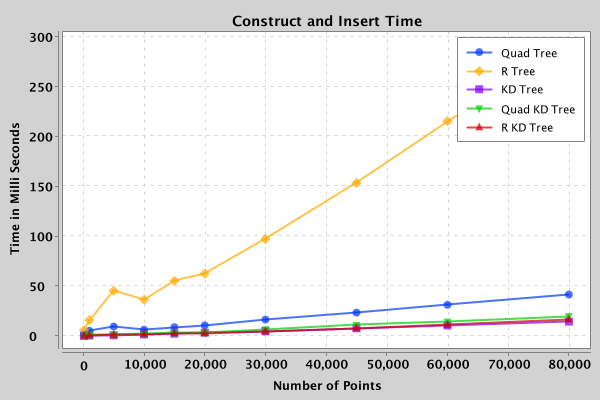 Construct and Insert Time
Quad Tree
R Tree
KD Tree
Quad KD Tree
R KD Tree
300
250
200
150
100
50
0
Time in Milli Seconds
0
10,000
20,000
30,000
40,000
50,000
60,000
70,000
80,000
Number of Points